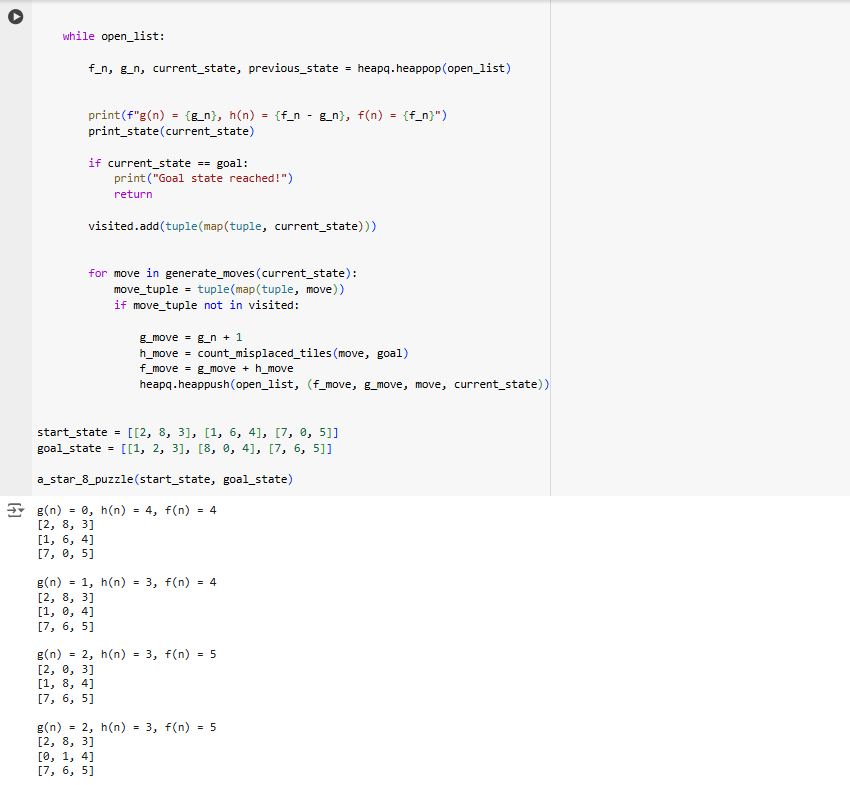 while open_list:
f_n, g_n, current_state, previous_state = heapq.heappop(open_list)
print(f"g(n) = {g_n}, h(n) = {f_n - g_n}, f(n) = {f_n}")
print_state(current_state)
if current_state == goal:
print("Goal state reached!")
return
visited.add(tuple(map(tuple, current_state)))
for move in generate_moves(current_state):
move_tuple = tuple(map(tuple, move))
if move_tuple not in visited:
g_move = g_n + 1
h_move = count_misplaced_tiles(move, goal)
f_move = g_move + h_move
heapq.heappush(open_list, (f_move, g_move, move, current_state))
start_state = [[2, 8, 3], [1, 6, 4], [7, 0, 5]]
goal_state = [[1, 2, 3], [8, 0, 4], [7, 6, 5]]
a_star_8_puzzle(start_state, goal_state)
g(n) = 0, h(n) = 4, f(n) = 4
[2, 8, 3]
[1, 6, 4]
[7, 0, 5]
g(n) = 1, h(n) = 3, f(n) = 4
[2, 8, 3]
[1, 0, 4]
[7, 6, 5]
g(n) = 2, h(n) = 3, f(n) = 5
[2, 0, 3]
[1, 8, 4]
[7, 6, 5]
g(n) = 2, h(n) = 3, f(n) = 5
[2, 8, 3]
[0, 1, 4]
[7, 6, 5]